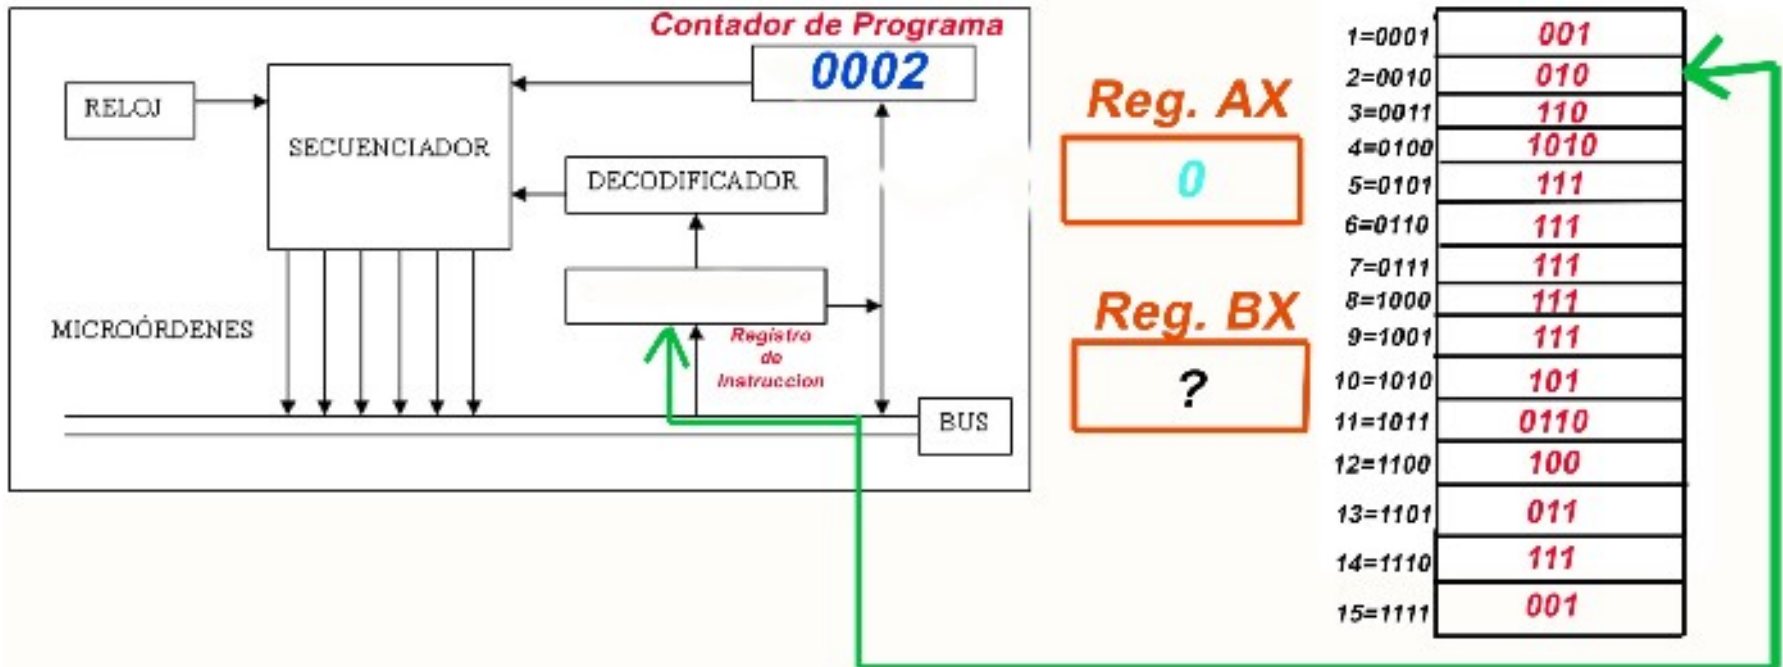 Contador de Programa
0002
RELOJ
SECUENCIADOR
DECODIFICADOR
MICROÓRDENES
Registro
de
Instruccion
BUS
Reg. AX
0
Reg. BX
?
1=0001 001
2=0010 010
3=0011 110
4=0100 1010
5=0101 111
6=0110 111
7=0111 111
8=1000 111
9=1001 111
10=1010 101
11=1011 0110
12=1100 100
13=1101 011
14=1110 111
15=1111 001